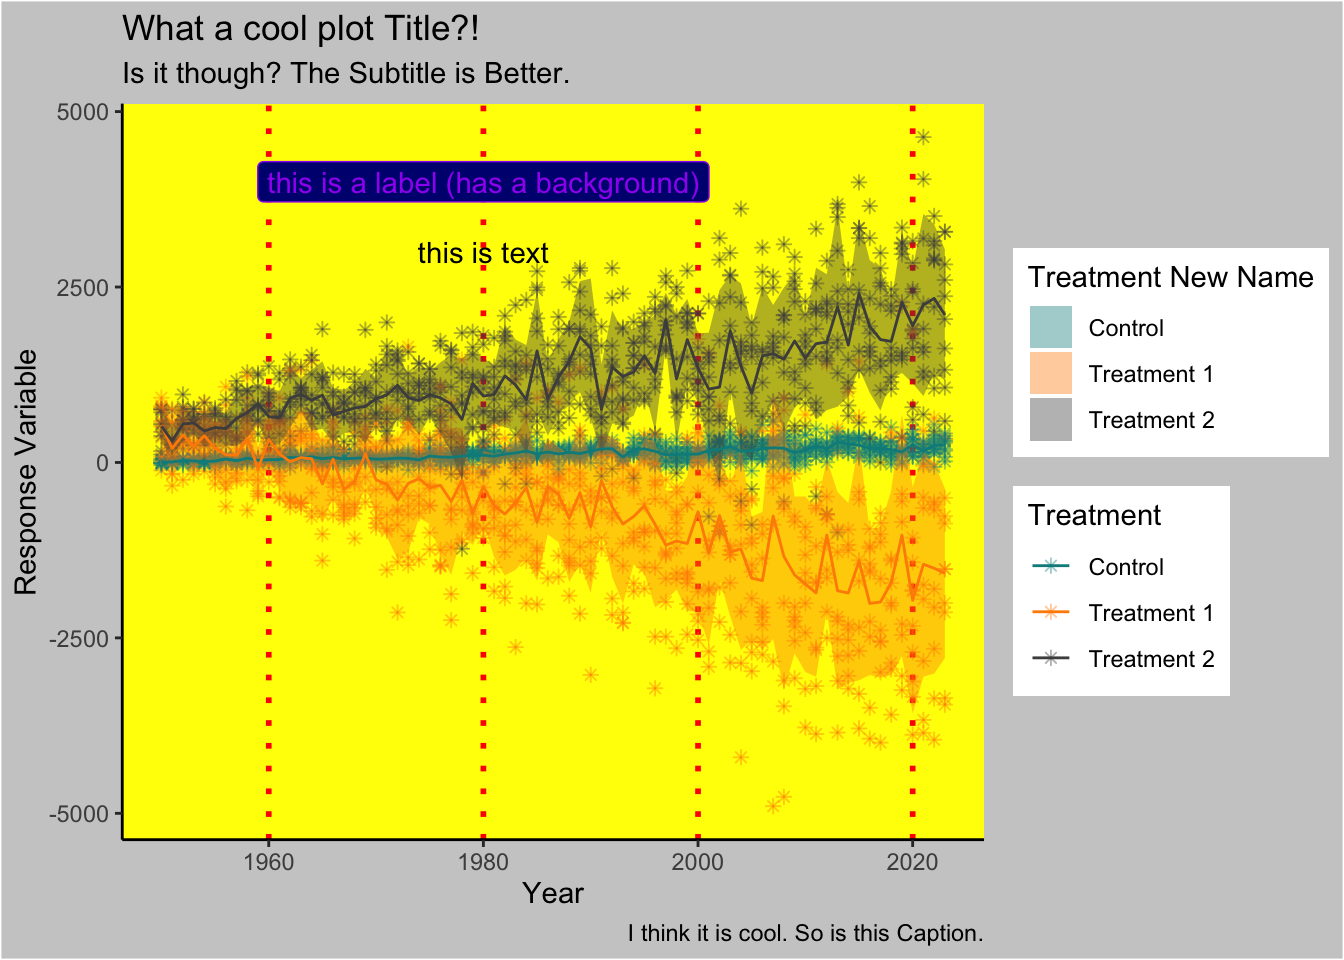 What a cool plot Title?!
Is it though? The Subtitle is Better.
5000
2500
0
-2500
-5000
Response Variable
this is a label (has a background)
this is text
1960 1980 2000 2020
Year
I think it is cool. So is this Caption.
Treatment New Name
Control
Treatment 1
Treatment 2
Treatment
Control
Treatment 1
Treatment 2